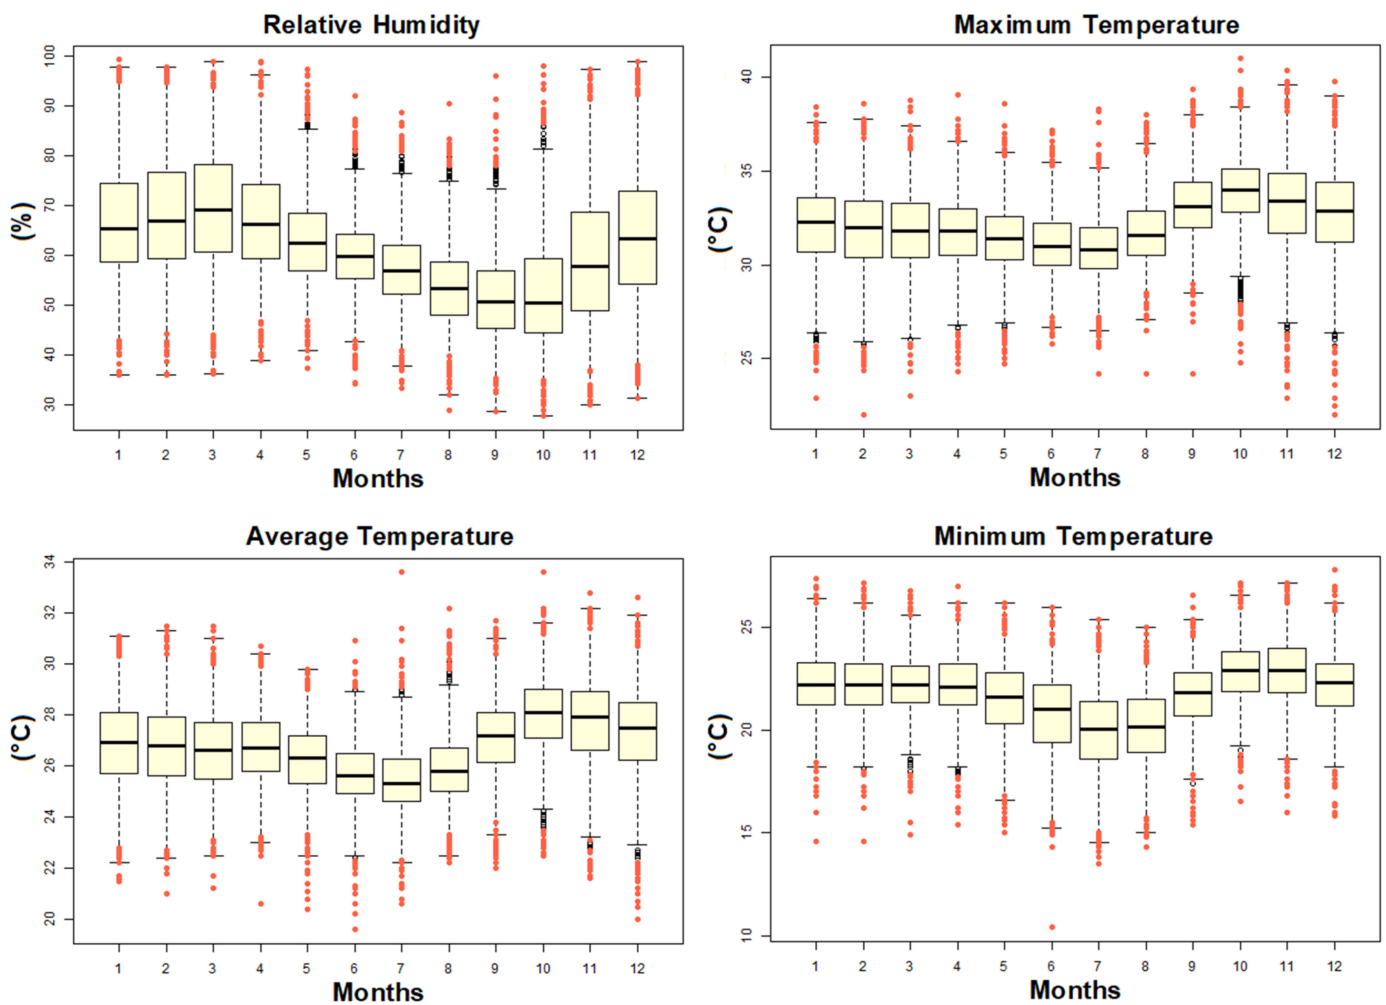 Relative Humidity
100
90
80
70
60
50
40
30
(%)
1 2 3 4 5 6 7 8 9 10 11 12
Months
Maximum Temperature
40
35
30
25
(°C)
1 2 3 4 5 6 7 8 9 10 11 12
Months
Average Temperature
34
32
30
28
26
24
22
20
(°C)
1 2 3 4 5 6 7 8 9 10 11 12
Months
Minimum Temperature
25
20
15
10
(°C)
1 2 3 4 5 6 7 8 9 10 11 12
Months